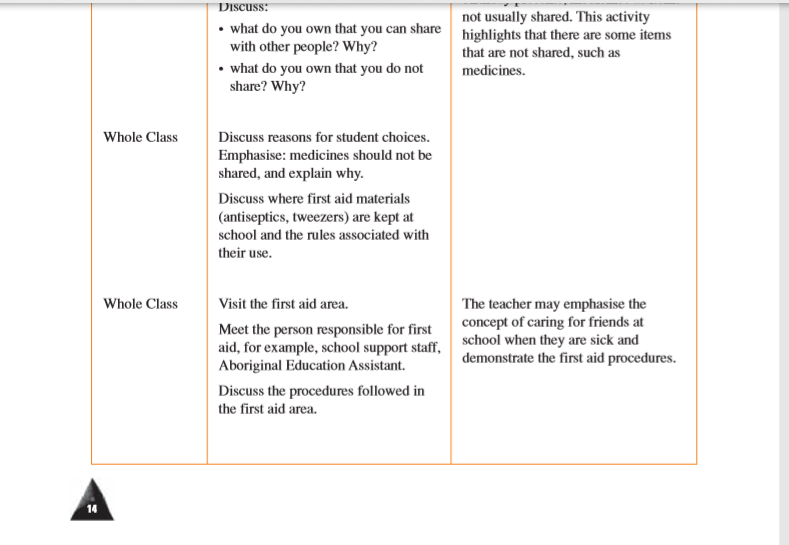 Discuss:
• what do you own that you can share
with other people? Why?
• what do you own that you do not
share? Why?
not usually shared. This activity
highlights that there are some items
that are not shared, such as
medicines.
Whole Class
Discuss reasons for student choices.
Emphasise: medicines should not be
shared, and explain why.
Discuss where first aid materials
(antiseptics, tweezers) are kept at
school and the rules associated with
their use.
Whole Class
Visit the first aid area.
Meet the person responsible for first
aid, for example, school support staff,
Aboriginal Education Assistant.
Discuss the procedures followed in
the first aid area.
The teacher may emphasise the
concept of caring for friends at
school when they are sick and
demonstrate the first aid procedures.
14